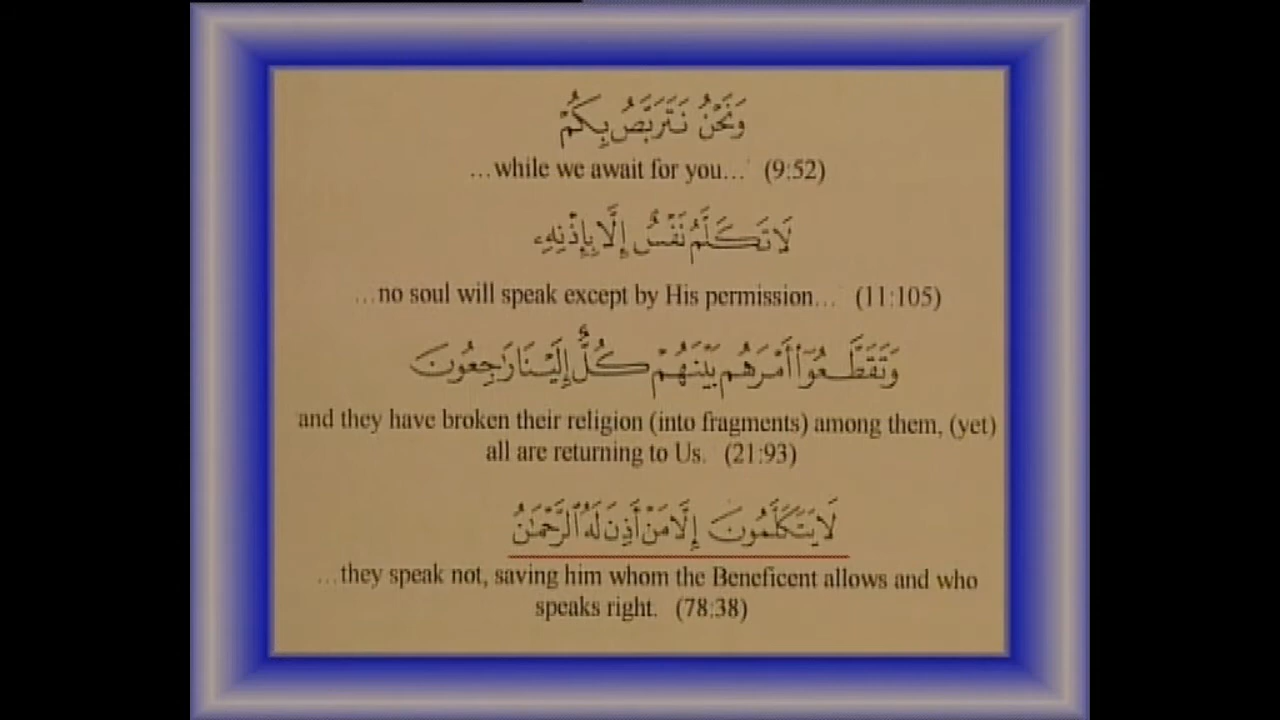 وَنَحْنُ نَتَرَبَّصُ بِكُمْ
...while we await for you... (9:52)
لَا تَكَلَّمُ نَفْسٌ إِلَّا بِإِذْنِهِۦ
...no soul will speak except by His permission... (11:105)
وَتَقَطَّعُوٓا۟ أَمْرَهُم بَيْنَهُمْ كُلٌّ إِلَيْنَا رَٰجِعُونَ
and they have broken their religion (into fragments) among them, (yet)
all are returning to Us. (21:93)
لَا يَتَكَلَّمُونَ إِلَّا مَنْ أَذِنَ لَهُ ٱلرَّحْمَٰنُ
...they speak not, saving him whom the Beneficent allows and who
speaks right. (78:38)